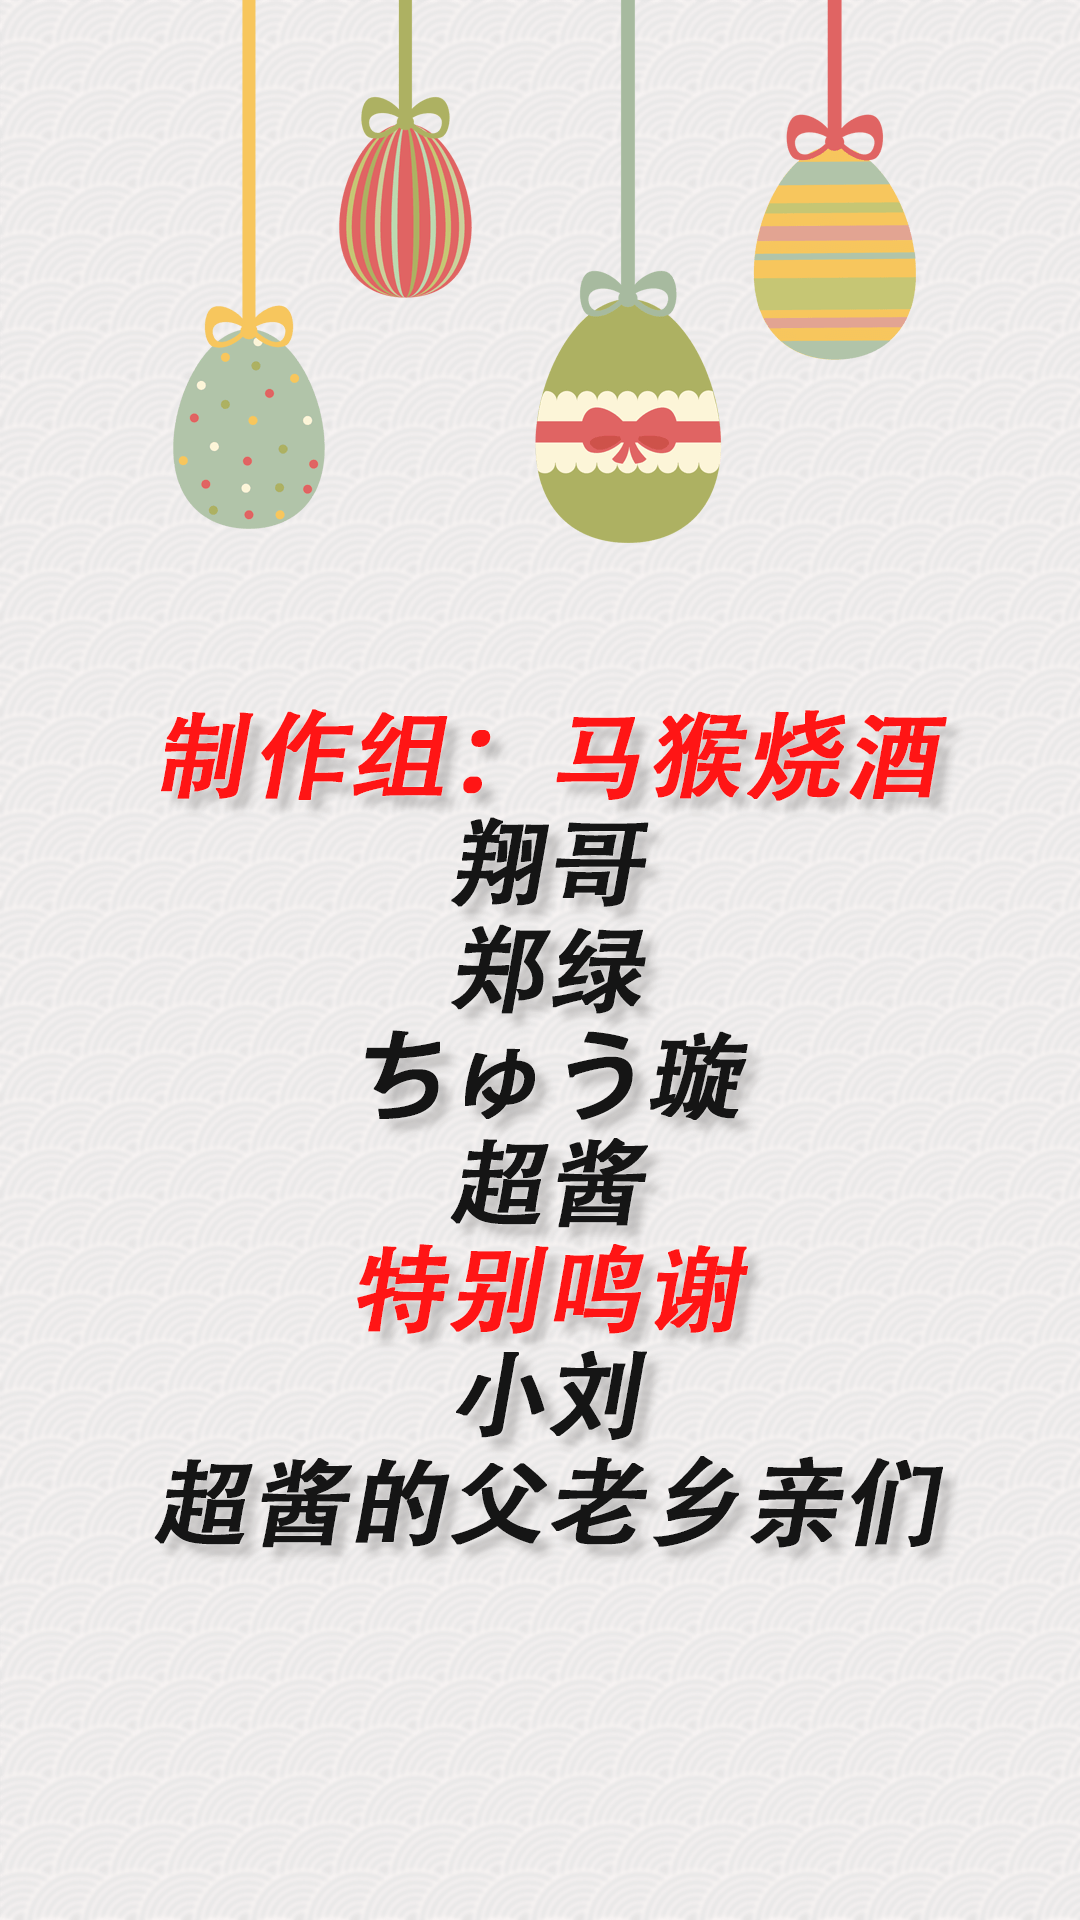 制作组：马猴烧酒
翔哥
郑绿
ちゅう璇
超酱
特别鸣谢
小刘
超酱的父老乡亲们